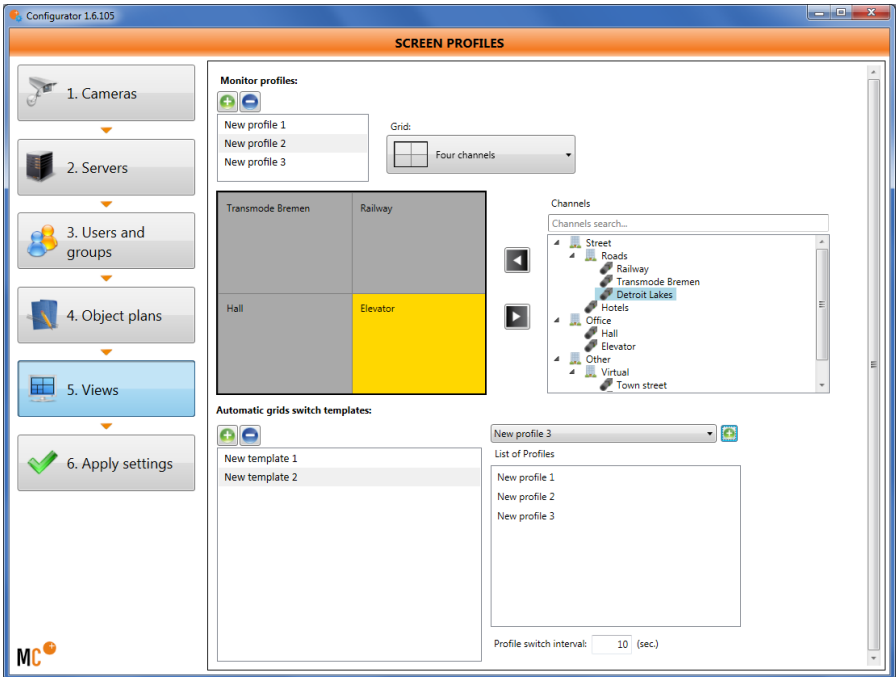 Configurator 1.6.105
SCREEN PROFILES
1. Cameras
2. Servers
3. Users and
groups
4. Object plans
5. Views
6. Apply settings
MC
Monitor profiles:
New profile 1
New profile 2
New profile 3
Grid:
Four channels
Transmode Bremen
Railway
Hall
Elevator
Channels
Channels search...
Street
Roads
Railway
Transmode Bremen
Detroit Lakes
Hotels
Office
Hall
Elevator
Other
Virtual
Town street
Automatic grids switch templates:
New template 1
New template 2
New profile 3
List of Profiles
New profile 1
New profile 2
New profile 3
Profile switch interval: 10 (sec.)